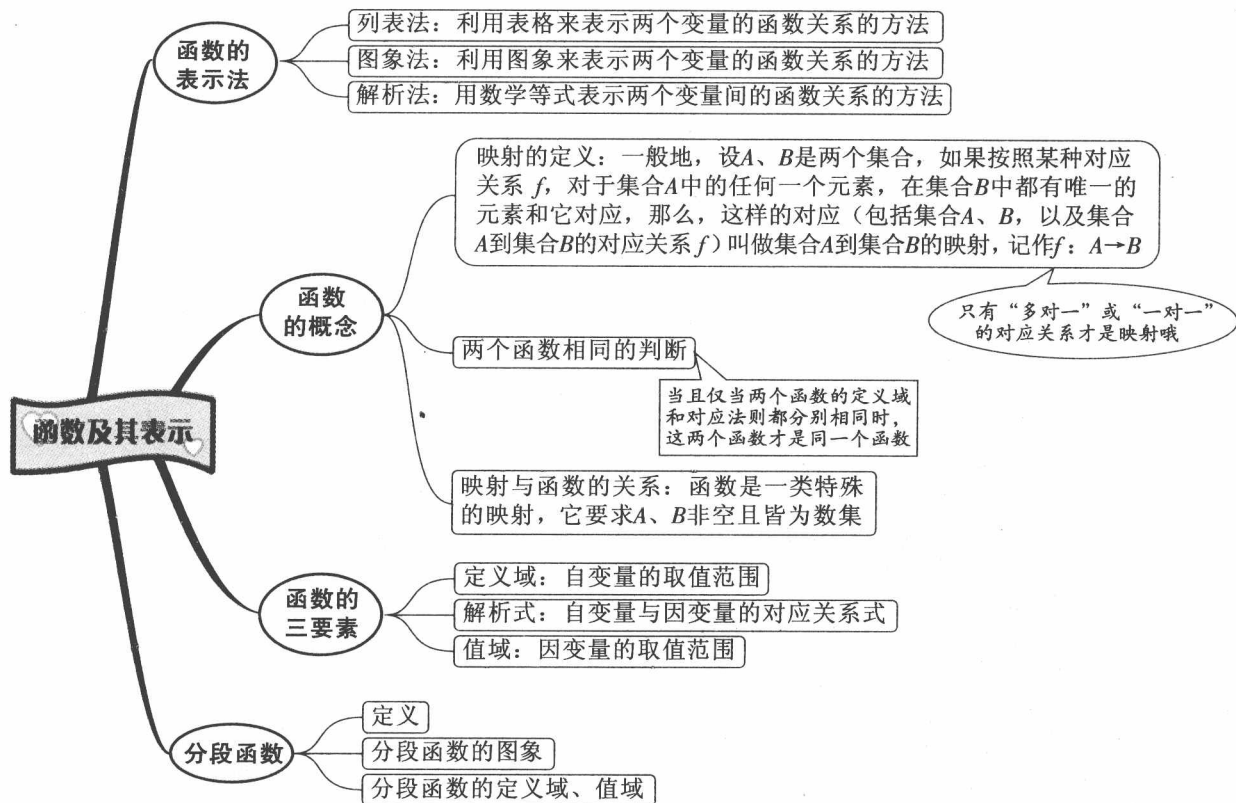 函数及其表示
函数的
表示法
列表法：利用表格来表示两个变量的函数关系的方法
图象法：利用图象来表示两个变量的函数关系的方法
解析法：用数学等式表示两个变量间的函数关系的方法
函数
的概念
映射的定义：一般地，设A、B是两个集合，如果按照某种对应
关系 f，对于集合A中的任何一个元素，在集合B中都有唯一的
元素和它对应，那么，这样的对应（包括集合A、B，以及集合
A到集合B的对应关系 f）叫做集合A到集合B的映射，记作f：A→B
只有“多对一”或“一对一”
的对应关系才是映射哦
两个函数相同的判断
当且仅当两个函数的定义域
和对应法则都分别相同时，
这两个函数才是同一个函数
映射与函数的关系：函数是一类特殊
的映射，它要求A、B非空且皆为数集
函数的
三要素
定义域：自变量的取值范围
解析式：自变量与因变量的对应关系式
值域：因变量的取值范围
分段函数
定义
分段函数的图象
分段函数的定义域、值域